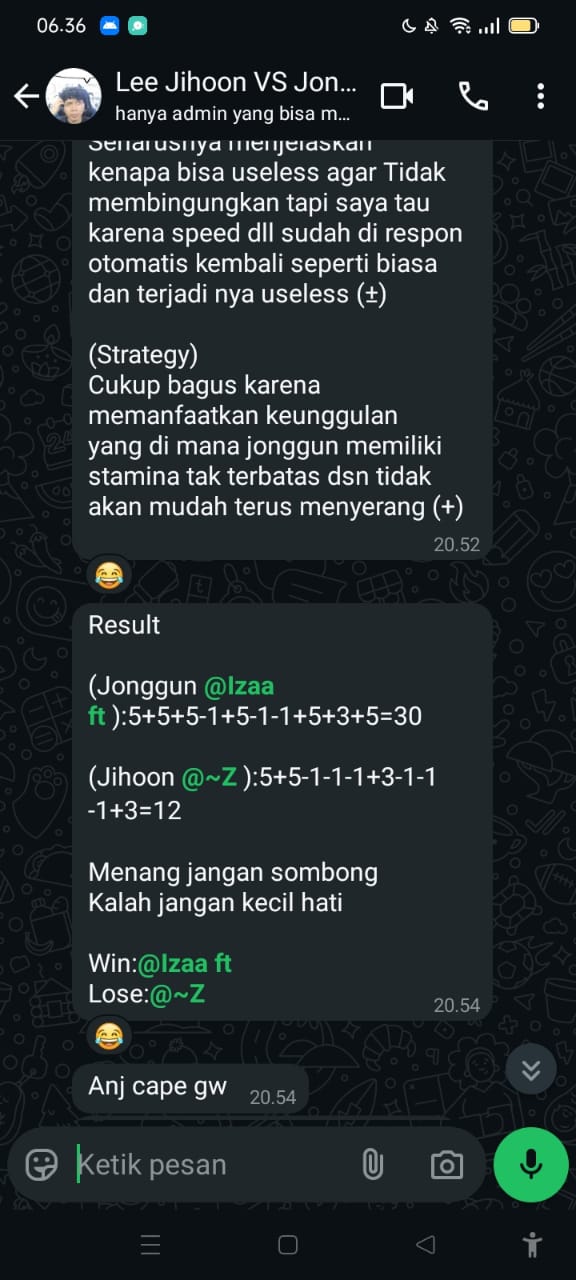 06.36
Lee Jihoon VS Jon...
hanya admin yang bisa m...
Seharusnya menjelaskan
kenapa bisa useless agar Tidak
membingungkan tapi saya tau
karena speed dll sudah di respon
otomatis kembali seperti biasa
dan terjadi nya useless (±)
(Strategy)
Cukup bagus karena
memanfaatkan keunggulan
yang di mana jonggun memiliki
stamina tak terbatas dsn tidak
akan mudah terus menyerang (+)
20.52
Result
(Jonggun @Izaa
ft ):5+5+5-1+5-1-1+5+3+5=30
(Jihoon @~Z ):5+5-1-1-1+3-1-1
-1+3=12
Menang jangan sombong
Kalah jangan kecil hati
Win:@Izaa ft
Lose:@~Z
20.54
Anj cape gw 20.54
Ketik pesan